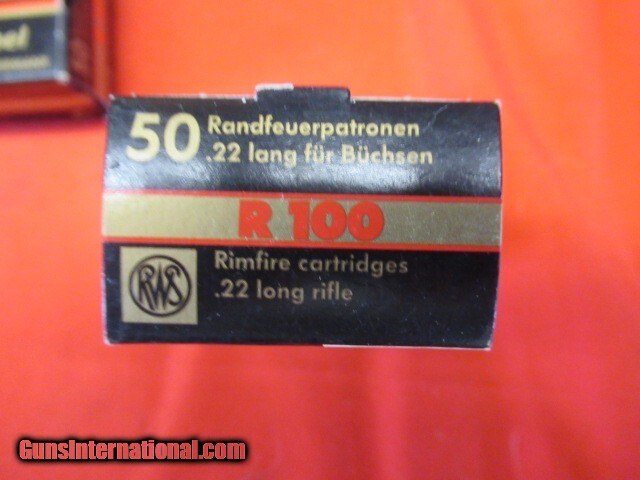 50 Randfeuerpatronen
.22 lang für Büchsen
R 100
RWS
Rimfire cartridges
.22 long rifle
GunsInternational.com